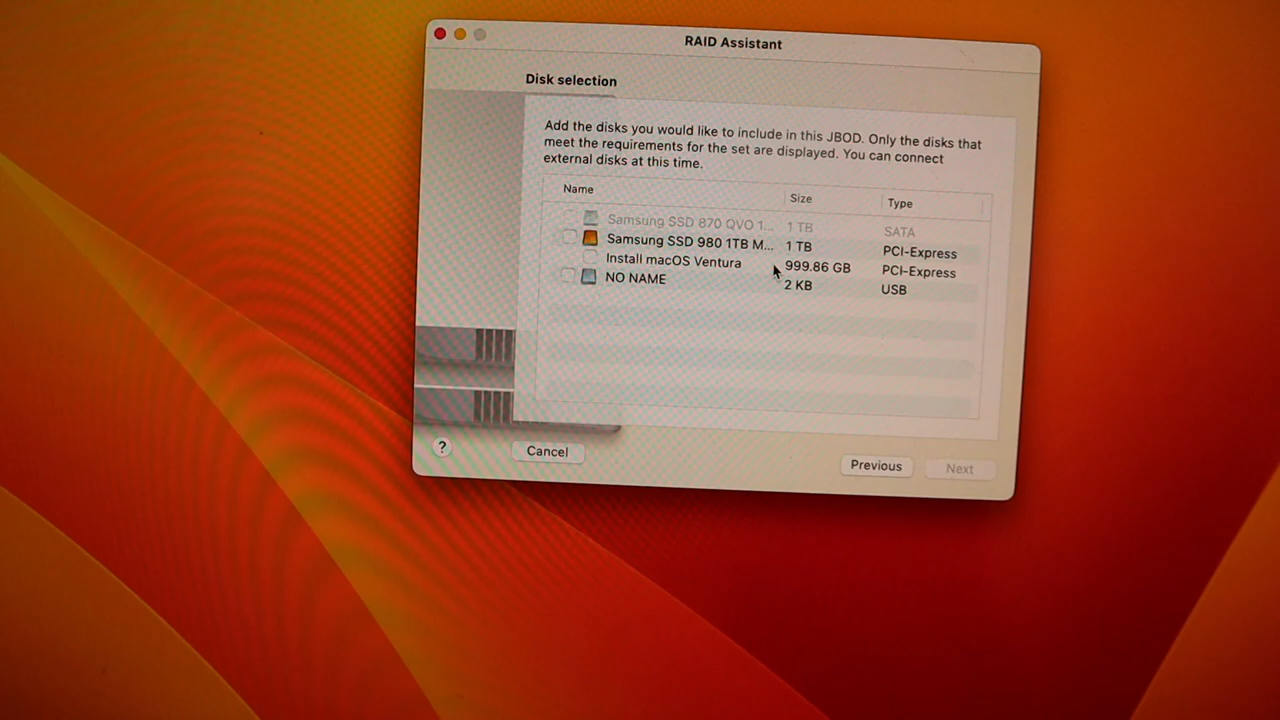 RAID Assistant
Disk selection
Add the disks you would like to include in this JBOD. Only the disks that
meet the requirements for the set are displayed. You can connect
external disks at this time.
Name Size Type
Samsung SSD 870 QVO 1... 1 TB SATA
Samsung SSD 980 1TB M... 1 TB PCI-Express
Install macOS Ventura 999.86 GB PCI-Express
NO NAME 2 KB USB
? Cancel Previous Next